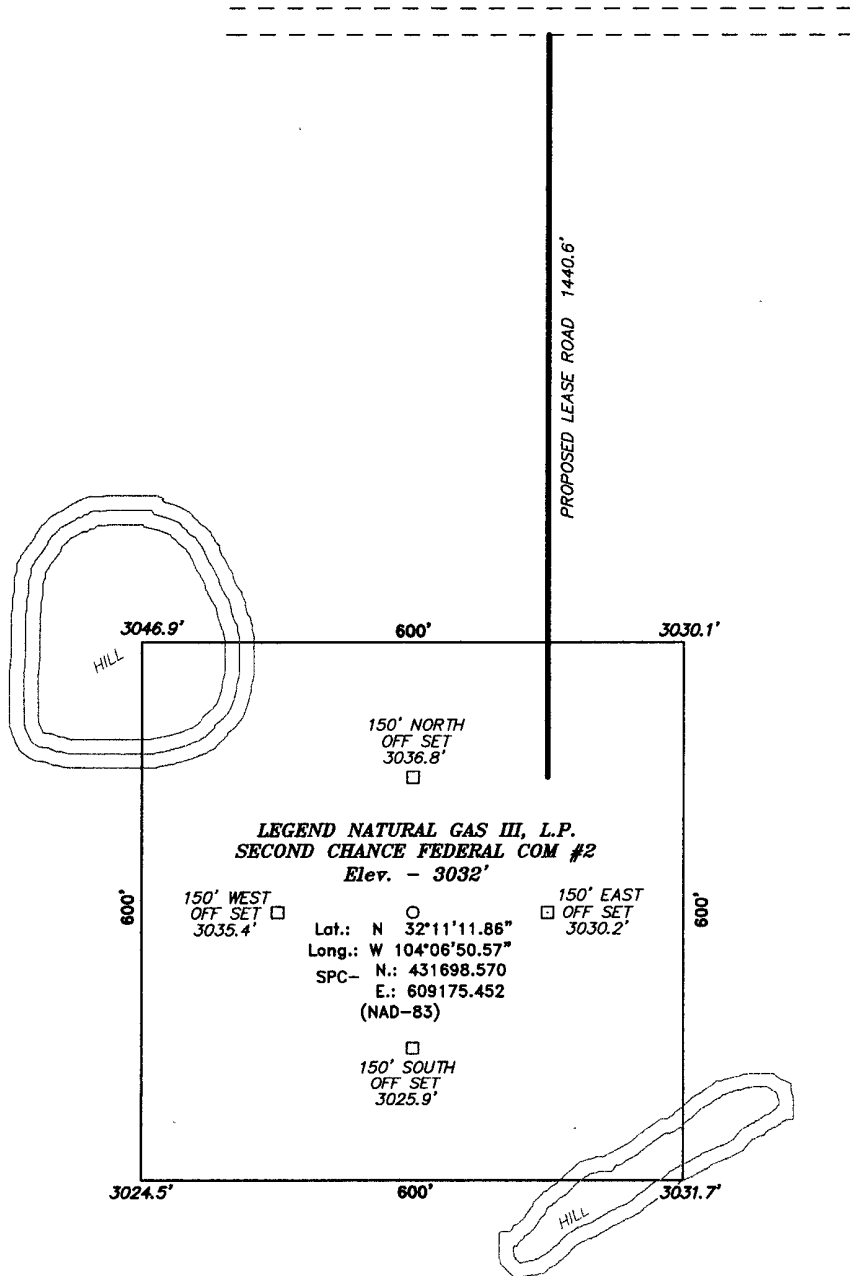 PROPOSED LEASE ROAD 1440.6'
3046.9'
600'
3030.1'
HILL
150' NORTH
OFF SET
3036.8'
LEGEND NATURAL GAS III, L.P.
SECOND CHANCE FEDERAL COM #2
Elev. - 3032'
600'
150' WEST
OFF SET
3035.4'
150' EAST
OFF SET
3030.2'
600'
Lat.: N 32°11'11.86"
Long.: W 104°06'50.57"
SPC- N.: 431698.570
E.: 609175.452
(NAD-83)
150' SOUTH
OFF SET
3025.9'
3024.5'
600'
3031.7'
HILL